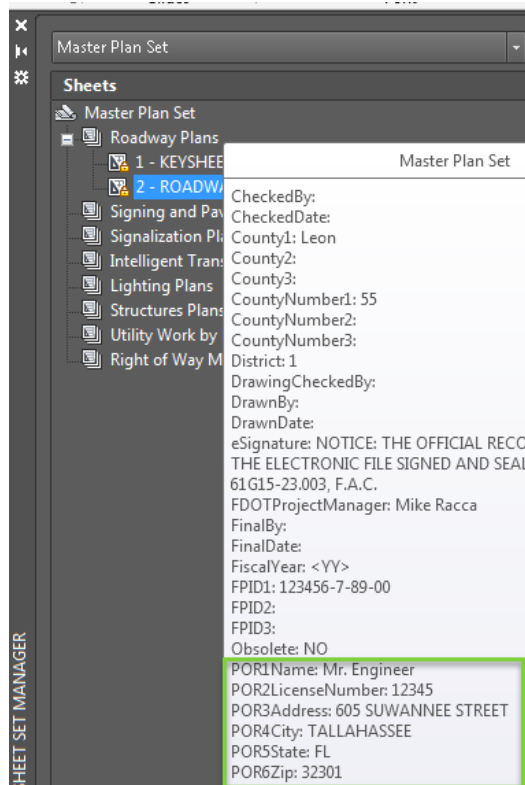 Master Plan Set
Sheets
Master Plan Set
Roadway Plans
1 - KEYSHEE
2 - ROADWA
Signing and Pav
Signalization Pla
Intelligent Trans
Lighting Plans
Structures Plans
Utility Work by
Right of Way M
Master Plan Set
CheckedBy:
CheckedDate:
County1: Leon
County2:
County3:
CountyNumber1: 55
CountyNumber2:
CountyNumber3:
District: 1
DrawingCheckedBy:
DrawnBy:
DrawnDate:
eSignature: NOTICE: THE OFFICIAL RECO
THE ELECTRONIC FILE SIGNED AND SEAL
61G15-23.003, F.A.C.
FDOTProjectManager: Mike Racca
FinalBy:
FinalDate:
FiscalYear: <YY>
FPID1: 123456-7-89-00
FPID2:
FPID3:
Obsolete: NO
POR1Name: Mr. Engineer
POR2LicenseNumber: 12345
POR3Address: 605 SUWANNEE STREET
POR4City: TALLAHASSEE
POR5State: FL
POR6Zip: 32301
SHEET SET MANAGER